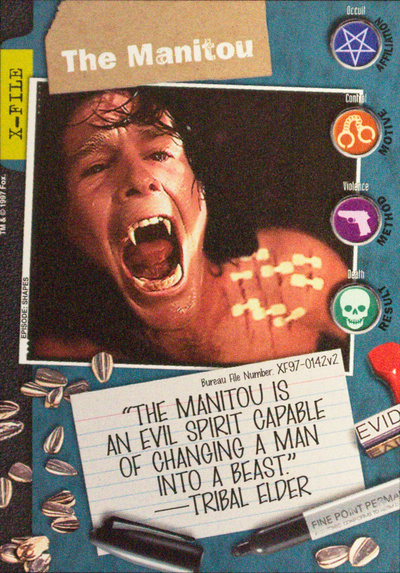 The Manitou
X-FILE
TM & © 1997 Fox.
EPISODE: SHAPES
Occult
AFFILIATION
Control
MOTIVE
Violence
METHOD
Death
RESULT
Bureau File Number: XF97-0142v2
"THE MANITOU IS
AN EVIL SPIRIT CAPABLE
OF CHANGING A MAN
INTO A BEAST."
—TRIBAL ELDER
EVID
FINE POINT PERMA